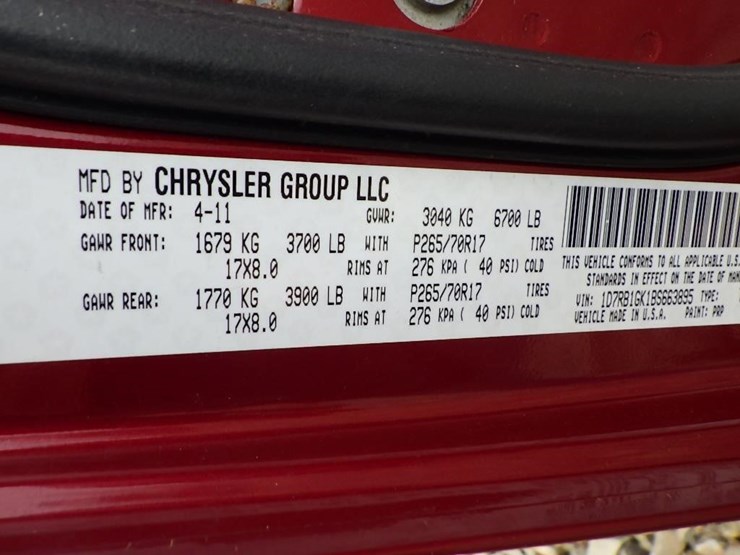 MFD BY CHRYSLER GROUP LLC
DATE OF MFR: 4-11 GVWR: 3040 KG 6700 LB
GAWR FRONT: 1679 KG 3700 LB WITH P265/70R17 TIRES
17X8.0 RIMS AT 276 KPA ( 40 PSI) COLD
GAWR REAR: 1770 KG 3900 LB WITH P265/70R17 TIRES
17X8.0 RIMS AT 276 KPA ( 40 PSI) COLD
THIS VEHICLE CONFORMS TO ALL APPLICABLE U.S.
STANDARDS IN EFFECT ON THE DATE OF
VIN: 1D7RB1GK1BS663895 TYPE:
VEHICLE MADE IN U.S.A. PAINT: PRP